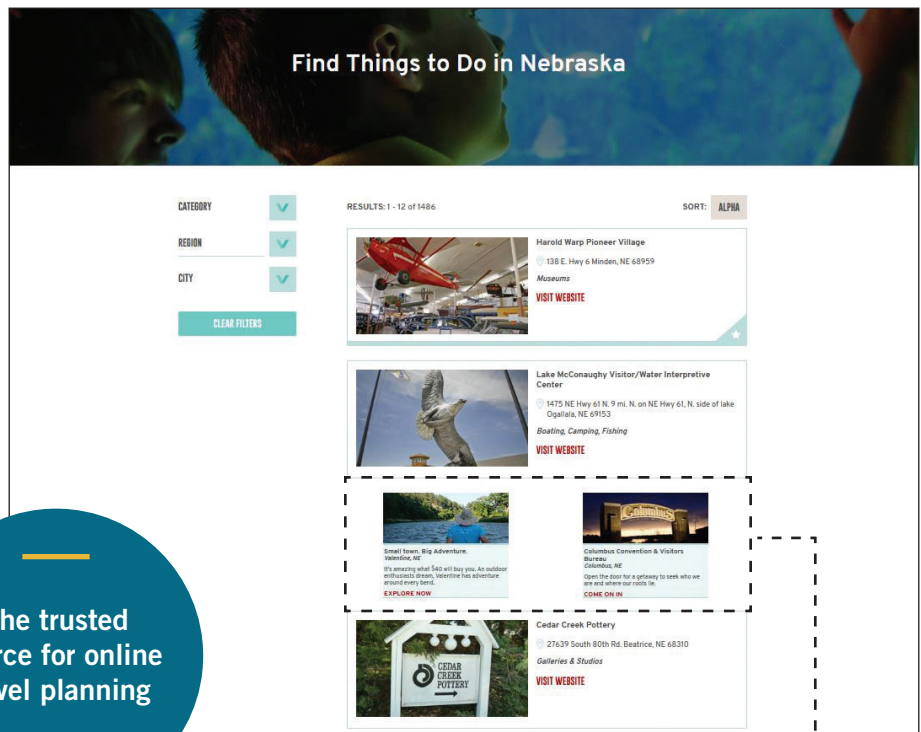 Find Things to Do in Nebraska
CATEGORY
REGION
CITY
CLEAR FILTERS
RESULTS: 1 - 12 of 1486
SORT: ALPHA
Harold Warp Pioneer Village
138 E. Hwy 6 Minden, NE 68959
Museums
VISIT WEBSITE
Lake McConaughy Visitor/Water Interpretive
Center
1475 NE Hwy 61 N. 9 mi. N. on NE Hwy 61, N. side of lake
Ogallala, NE 69153
Boating, Camping, Fishing
VISIT WEBSITE
Small town. Big Adventure.
Valentine, NE
It's amazing what $40 will buy you. An outdoor
enthusiasts dream, Valentine has adventure
around every bend.
EXPLORE NOW
Columbus
Columbus Convention & Visitors
Bureau
Columbus, NE
Open the door for a getaway to seek who we
are and where our roots lie.
COME ON IN
CEDAR
CREEK
POTTERY
Cedar Creek Pottery
27639 South 80th Rd. Beatrice, NE 68310
Galleries & Studios
VISIT WEBSITE
he trusted
rce for online
vel planning